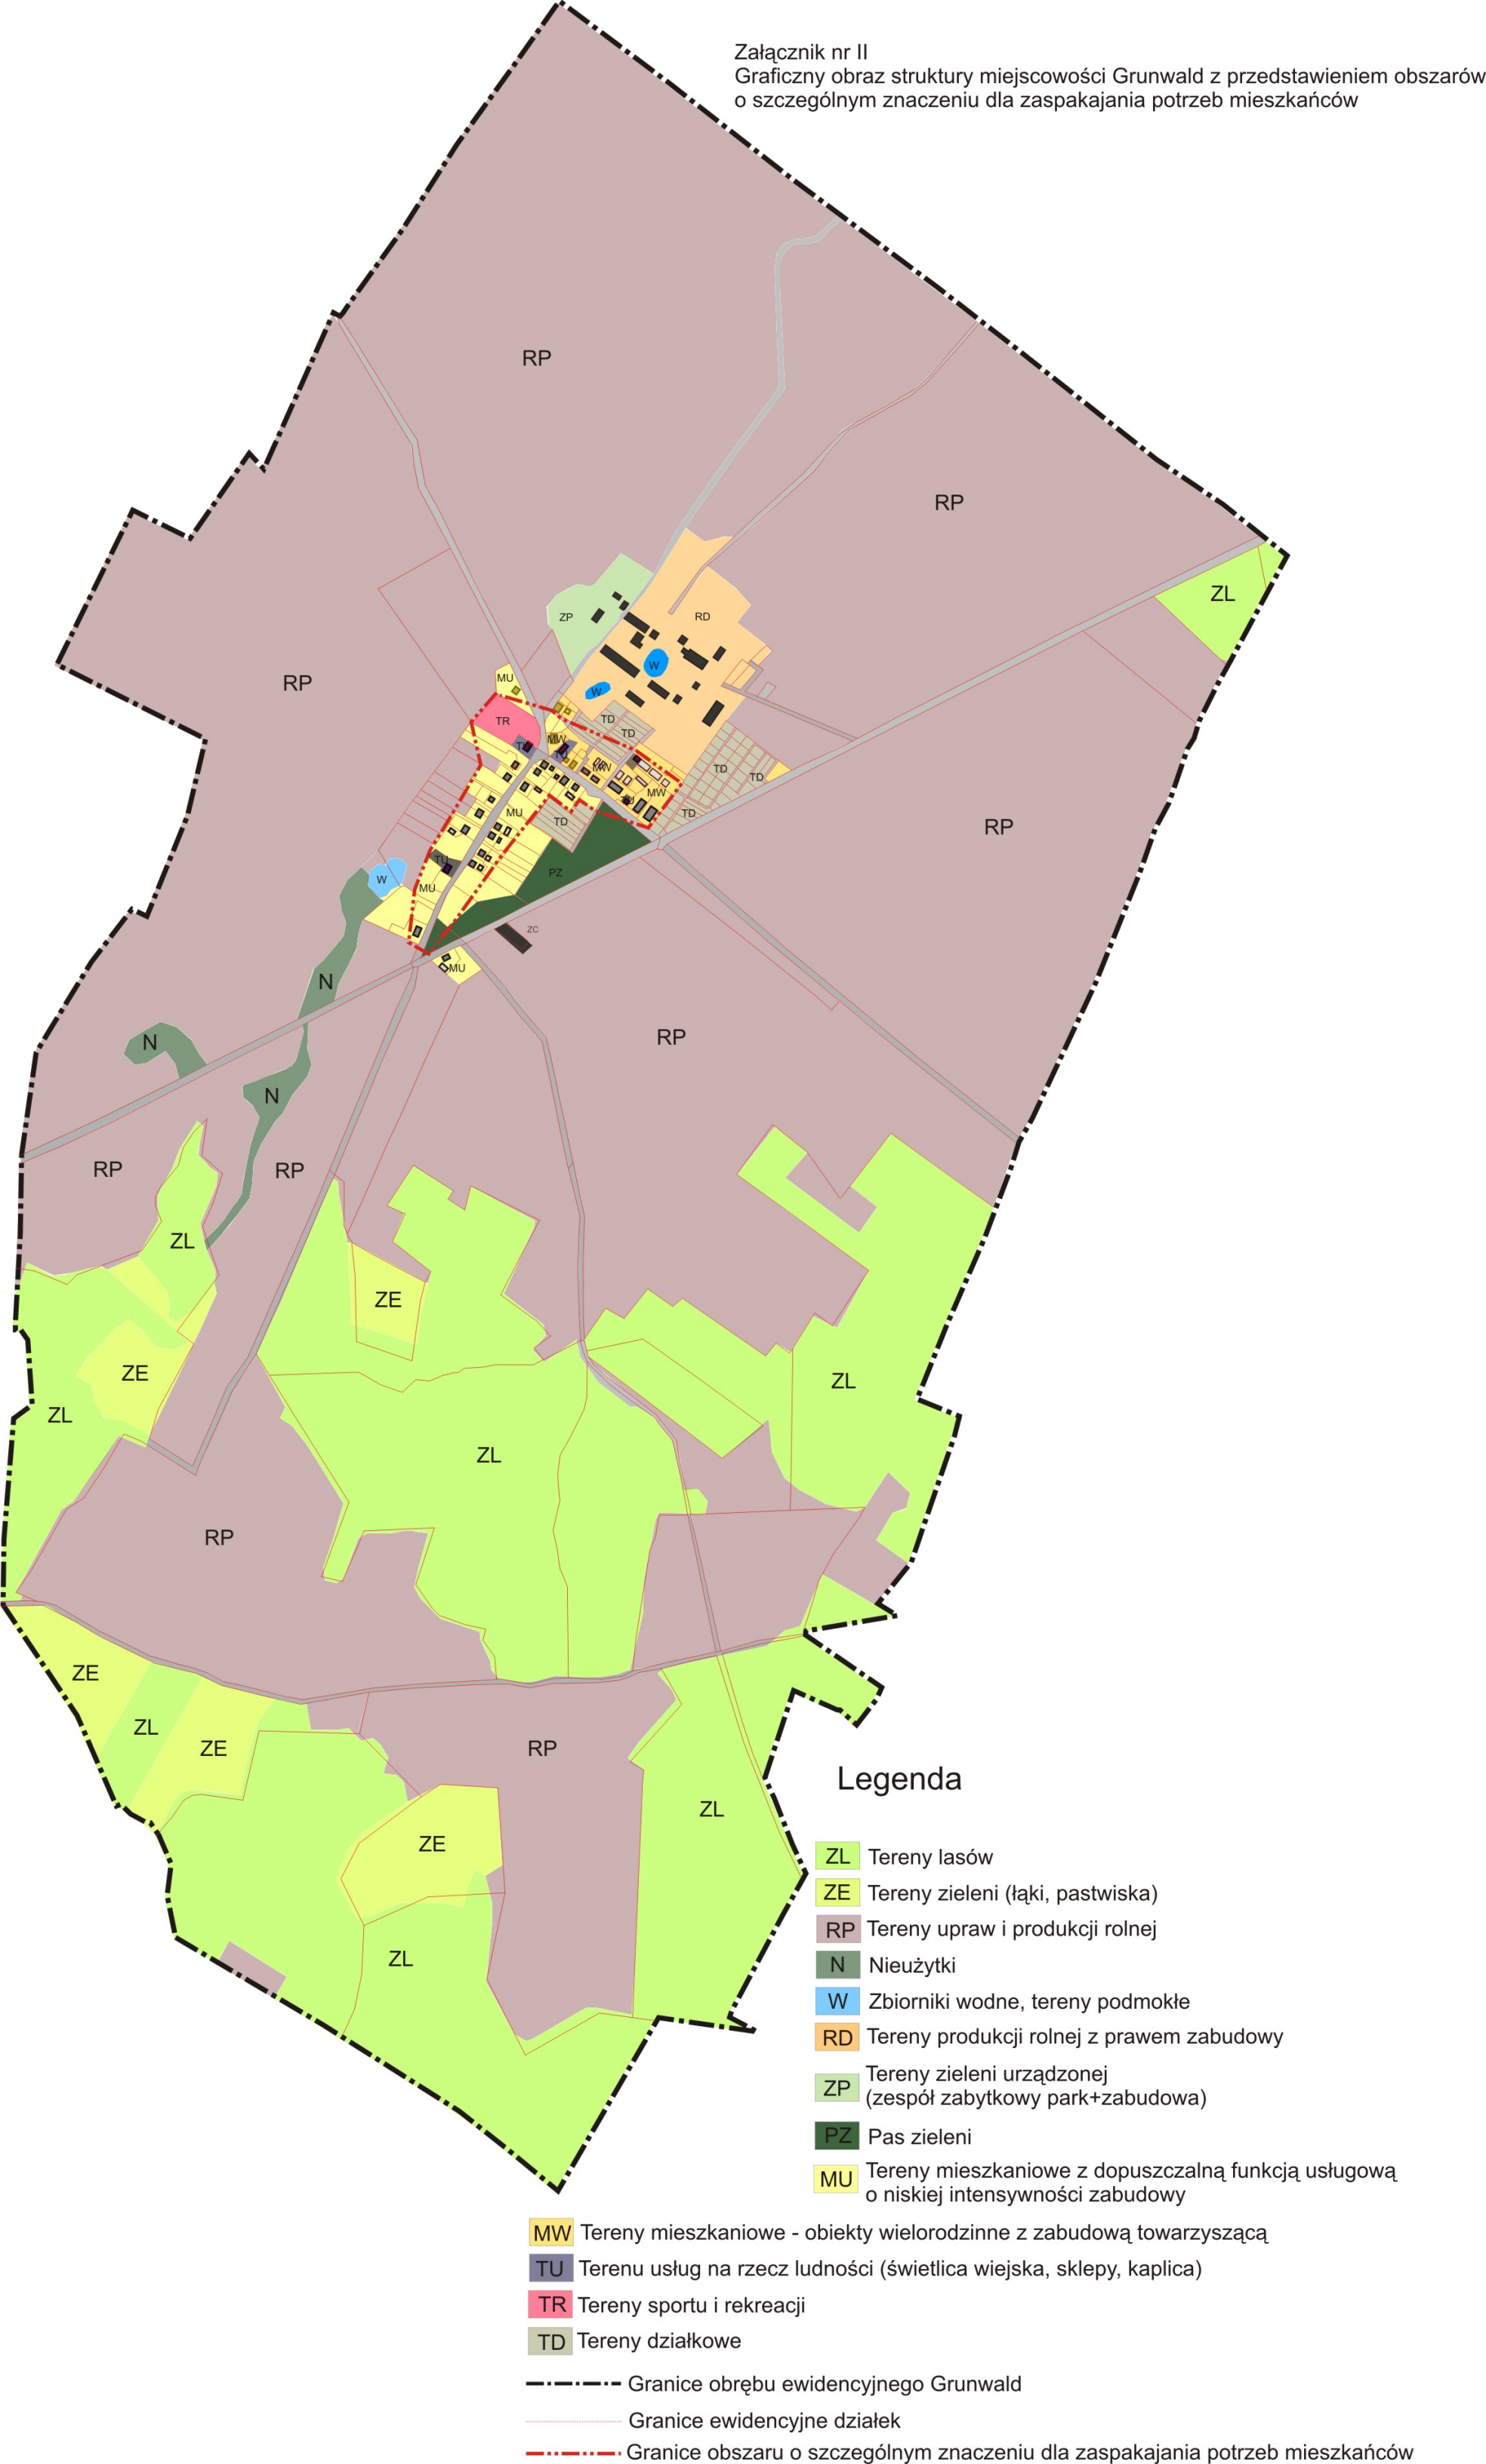 Załącznik nr II
Graficzny obraz struktury miejscowości Grunwald z przedstawieniem obszarów
o szczególnym znaczeniu dla zaspakajania potrzeb mieszkańców
RP
RP
ZL
ZP
RD
W
W
RP
MU
TR
TD
TD
MW
TU
TD
TD
MW
MW
TD
MU
TD
RP
TU
PZ
W
MU
ZC
MU
N
RP
N
N
RP
RP
ZL
ZE
ZE
ZL
ZL
ZL
RP
ZE
ZL
ZE
RP
ZL
ZE
ZL
Legenda
ZL Tereny lasów
ZE Tereny zieleni (łąki, pastwiska)
RP Tereny upraw i produkcji rolnej
N Nieużytki
W Zbiorniki wodne, tereny podmokłe
RD Tereny produkcji rolnej z prawem zabudowy
ZP Tereny zieleni urządzonej
(zespół zabytkowy park+zabudowa)
PZ Pas zieleni
MU Tereny mieszkaniowe z dopuszczalną funkcją usługową
o niskiej intensywności zabudowy
MW Tereny mieszkaniowe - obiekty wielorodzinne z zabudową towarzyszącą
TU Terenu usług na rzecz ludności (świetlica wiejska, sklepy, kaplica)
TR Tereny sportu i rekreacji
TD Tereny działkowe
Granice obrębu ewidencyjnego Grunwald
Granice ewidencyjne działek
Granice obszaru o szczególnym znaczeniu dla zaspakajania potrzeb mieszkańców